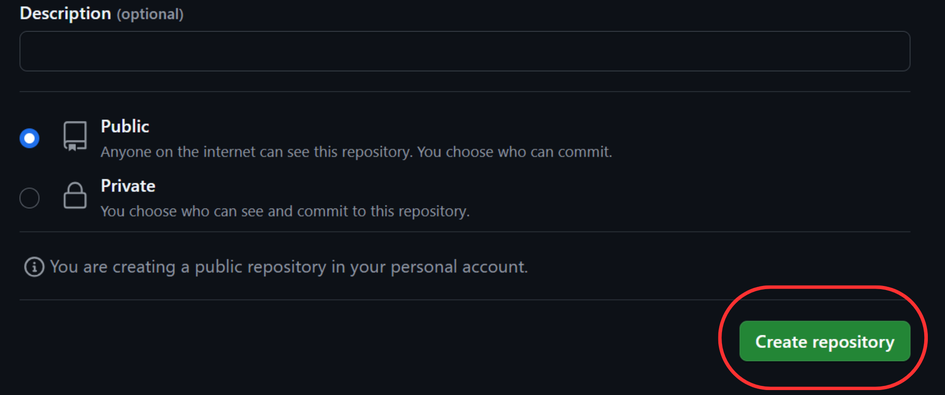 Description (optional)
Public
Anyone on the internet can see this repository. You choose who can commit.
Private
You choose who can see and commit to this repository.
You are creating a public repository in your personal account.
Create repository